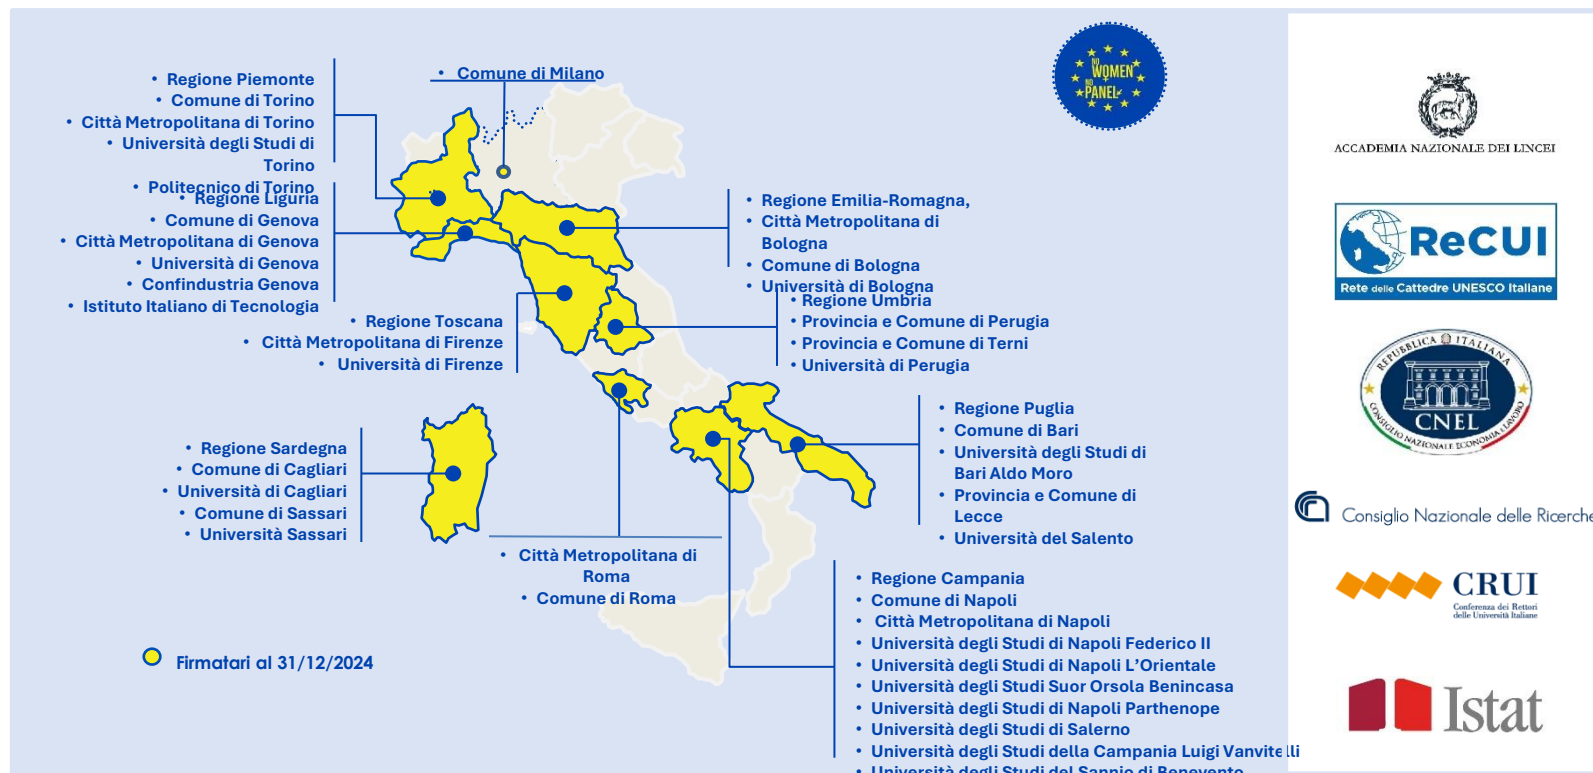 • Regione Piemonte
• Comune di Torino
• Città Metropolitana di Torino
• Università degli Studi di
Torino
• Politecnico di Torino
• Regione Liguria
• Comune di Genova
• Città Metropolitana di Genova
• Università di Genova
• Confindustria Genova
• Istituto Italiano di Tecnologia
• Comune di Milano
NO
WOMEN
NO
PANEL
• Regione Emilia-Romagna,
• Città Metropolitana di
Bologna
• Comune di Bologna
• Università di Bologna
• Regione Umbria
• Provincia e Comune di Perugia
• Provincia e Comune di Terni
• Università di Perugia
• Regione Toscana
• Città Metropolitana di Firenze
• Università di Firenze
• Regione Sardegna
• Comune di Cagliari
• Università di Cagliari
• Comune di Sassari
• Università Sassari
• Regione Puglia
• Comune di Bari
• Università degli Studi di
Bari Aldo Moro
• Provincia e Comune di
Lecce
• Università del Salento
• Città Metropolitana di
Roma
• Comune di Roma
• Regione Campania
• Comune di Napoli
• Città Metropolitana di Napoli
• Università degli Studi di Napoli Federico II
• Università degli Studi di Napoli L’Orientale
• Università degli Studi Suor Orsola Benincasa
• Università degli Studi di Napoli Parthenope
• Università degli Studi di Salerno
• Università degli Studi della Campania Luigi Vanvitelli
• Università degli Studi del Sannio di Benevento
Firmatari al 31/12/2024
ACCADEMIA NAZIONALE DEI LINCEI
ReCUI
Rete delle Cattedre UNESCO Italiane
REPUBBLICA ITALIANA
CNEL
CONSIGLIO NAZIONALE ECONOMIA E LAVORO
Consiglio Nazionale delle Ricerche
CRUI
Conferenza dei Rettori
delle Università Italiane
Istat